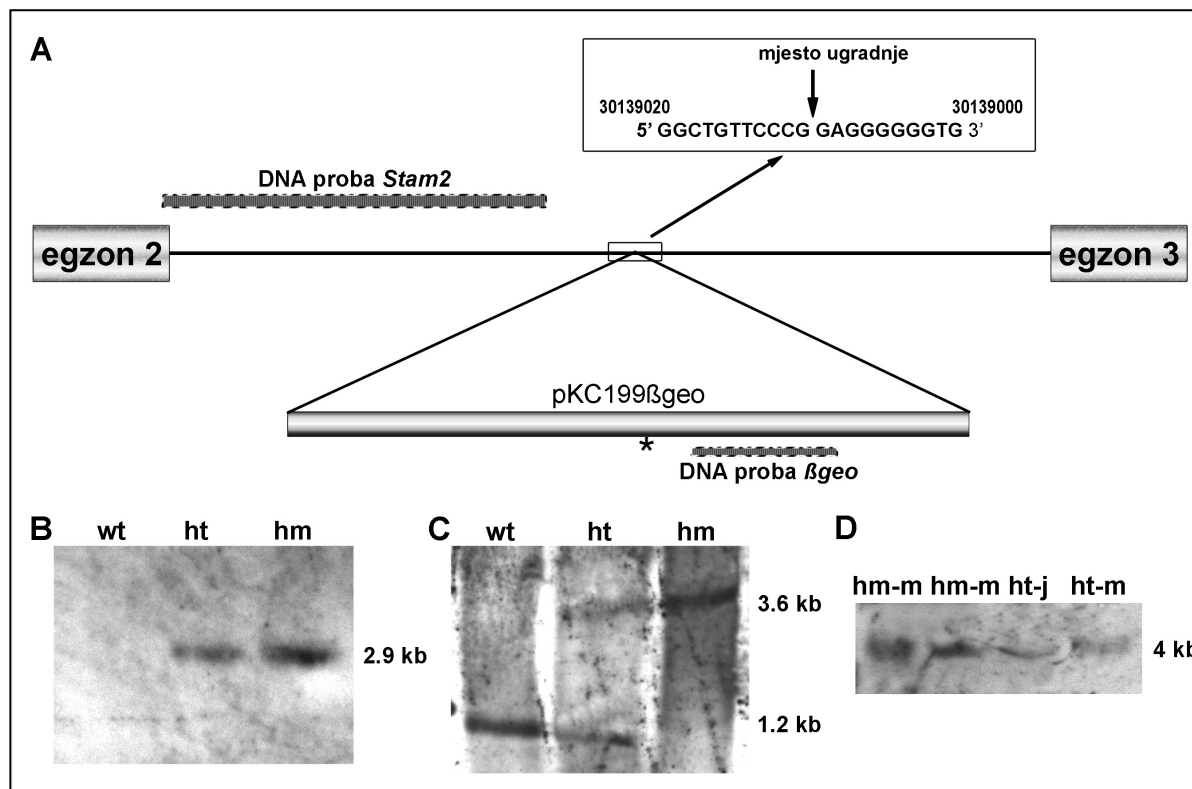 A
mjesto ugradnje
30139020 30139000
5' GGCTGTTCCCG GAGGGGGGTG 3'
DNA proba Stam2
egzon 2
egzon 3
pKC199ßgeo
*
DNA proba ßgeo
B
wt ht hm
2.9 kb
C
wt ht hm
3.6 kb
1.2 kb
D
hm-m hm-m ht-j ht-m
4 kb